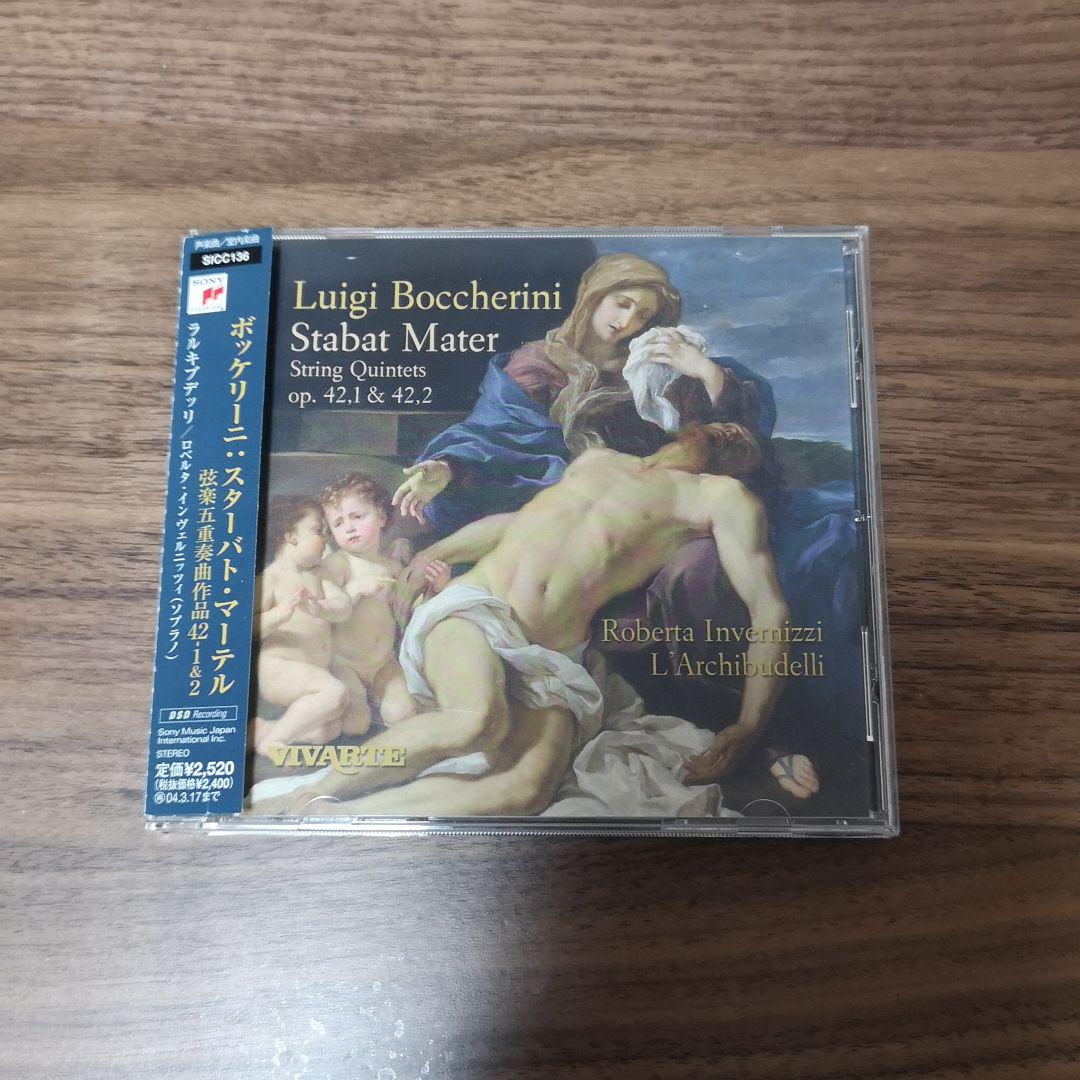 声楽曲／室内楽曲
SICC136
SONY
ボッケリーニ：スターバト・マーテル
弦楽五重奏曲作品42-1&2
ラルキブデッリ／ロベルタ・インヴェルニッツィ（ソプラノ）
DSD Recording
Sony Music Japan
International Inc.
STEREO
定価¥2,520
(税抜価格¥2,400)
再04.3.17まで
Luigi Boccherini
Stabat Mater
String Quintets
op. 42,1 & 42,2
Roberta Invernizzi
L'Archibudelli
VIVARTE